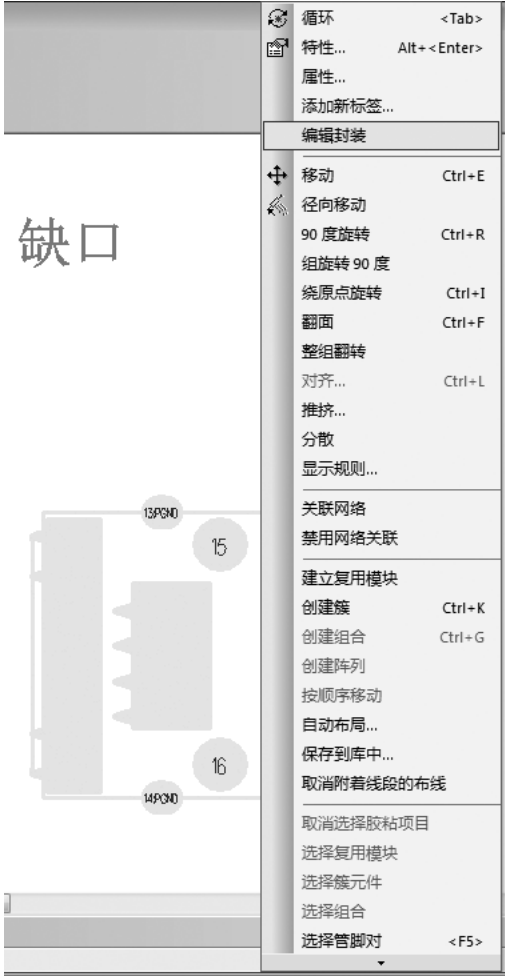 循环 <Tab>
特性... Alt+<Enter>
属性...
添加新标签...
编辑封装
移动 Ctrl+E
径向移动
90 度旋转 Ctrl+R
组旋转 90 度
绕原点旋转 Ctrl+I
翻面 Ctrl+F
整组翻转
对齐... Ctrl+L
推挤...
分散
显示规则...
关联网络
禁用网络关联
建立复用模块
创建簇 Ctrl+K
创建组合 Ctrl+G
创建阵列
按顺序移动
自动布局...
保存到库中...
取消附着线段的布线
取消选择胶粘项目
选择复用模块
选择簇元件
选择组合
选择管脚对 <F5>
缺口
13PGND
15
16
14PGND